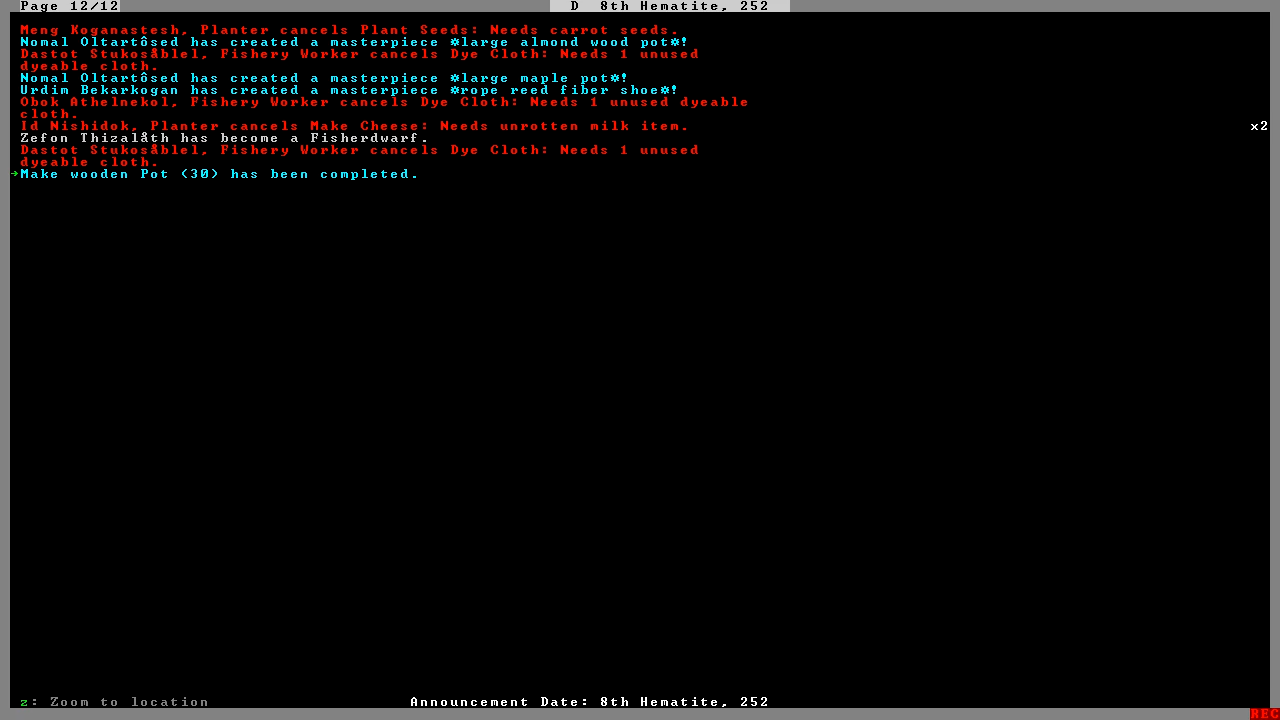 Page 12/12
D  8th Hematite, 252
Meng Koganastesh, Planter cancels Plant Seeds: Needs carrot seeds.
Nomal Oltartôsed has created a masterpiece ☼large almond wood pot☼!
Dastot Stukosåblel, Fishery Worker cancels Dye Cloth: Needs 1 unused
dyeable cloth.
Nomal Oltartôsed has created a masterpiece ☼large maple pot☼!
Urdim Bekarkogan has created a masterpiece ☼rope reed fiber shoe☼!
Obok Athelnekol, Fishery Worker cancels Dye Cloth: Needs 1 unused dyeable
cloth.
Id Nishidok, Planter cancels Make Cheese: Needs unrotten milk item. x2
Zefon Thizalåth has become a Fisherdwarf.
Dastot Stukosåblel, Fishery Worker cancels Dye Cloth: Needs 1 unused
dyeable cloth.
→Make wooden Pot (30) has been completed.
z: Zoom to location
Announcement Date: 8th Hematite, 252
REC